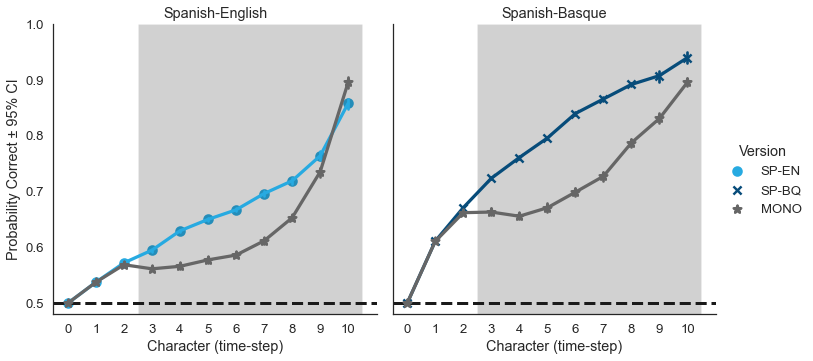 Spanish-English
Spanish-Basque
Probability Correct ± 95% CI
1.0
0.9
0.8
0.7
0.6
0.5
0 1 2 3 4 5 6 7 8 9 10
0 1 2 3 4 5 6 7 8 9 10
Character (time-step)
Character (time-step)
Version
SP-EN
SP-BQ
MONO